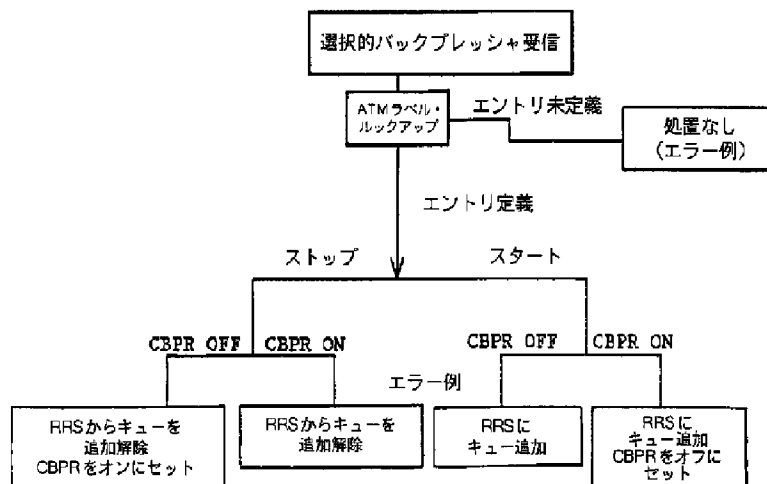 選択的バックプレッシャ受信
ATMラベル・
ルックアップ
エントリ未定義
処置なし
(エラー例)
エントリ定義
ストップ
スタート
CBPR OFF
CBPR ON
CBPR OFF
CBPR ON
エラー例
RRSからキューを
追加解除
CBPRをオンにセット
RRSからキューを
追加解除
RRSに
キュー追加
RRSに
キュー追加
CBPRをオフに
セット